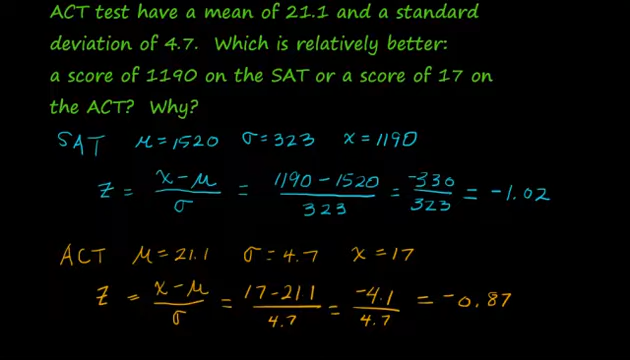 ACT test have a mean of 21.1 and a standard
deviation of 4.7. Which is relatively better:
a score of 1190 on the SAT or a score of 17 on
the ACT? Why?
SAT μ=1520 σ=323 x=1190
Z = (x-μ)/σ = (1190-1520)/323 = -330/323 = -1.02
ACT μ=21.1 σ=4.7 x=17
Z = (x-μ)/σ = (17-21.1)/4.7 = -4.1/4.7 = -0.87